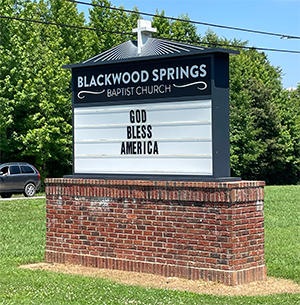 BLACKWOOD SPRINGS
BAPTIST CHURCH
GOD
BLESS
AMERICA